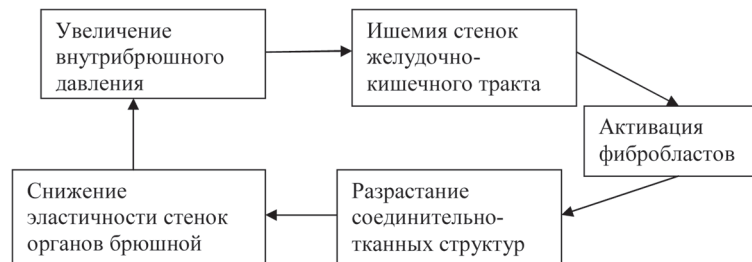 Увеличение
внутрибрюшного
давления
Ишемия стенок
желудочно-
кишечного тракта
Активация
фибробластов
Разрастание
соединительно-
тканных структур
Снижение
эластичности стенок
органов брюшной